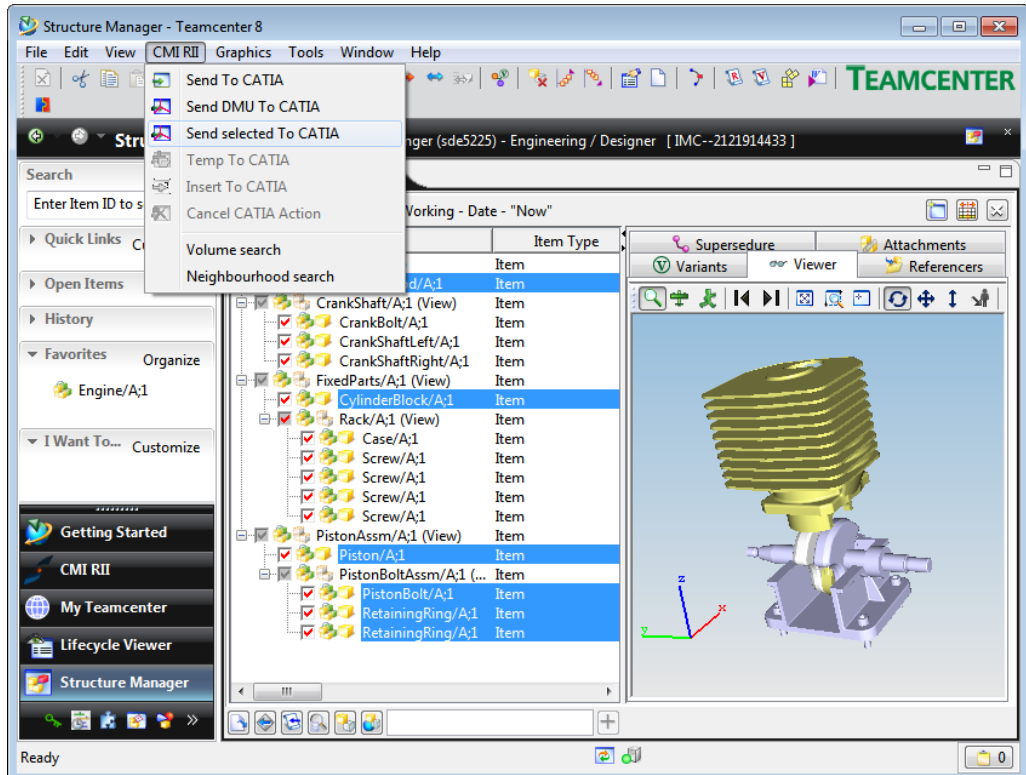 Structure Manager - Teamcenter 8
File Edit View CMI RII Graphics Tools Window Help
TEAMCENTER
Send To CATIA
Send DMU To CATIA
Send selected To CATIA
Temp To CATIA
Insert To CATIA
Cancel CATIA Action
Volume search
Neighbourhood search
(sde5225) - Engineering / Designer [ IMC--2121914433 ]
Search
Enter Item ID to s
Quick Links
Open Items
History
Favorites Organize
Engine/A;1
I Want To... Customize
Getting Started
CMI RII
My Teamcenter
Lifecycle Viewer
Structure Manager
Working - Date - "Now"
Item Type
Item
Item
CrankShaft/A;1 (View) Item
CrankBolt/A;1 Item
CrankShaftLeft/A;1 Item
CrankShaftRight/A;1 Item
FixedParts/A;1 (View) Item
CylinderBlock/A;1 Item
Rack/A;1 (View) Item
Case/A;1 Item
Screw/A;1 Item
Screw/A;1 Item
Screw/A;1 Item
Screw/A;1 Item
PistonAssm/A;1 (View) Item
Piston/A;1 Item
PistonBoltAssm/A;1 (... Item
PistonBolt/A;1 Item
RetainingRing/A;1 Item
RetainingRing/A;1 Item
Supersedure Attachments
Variants Viewer Referencers
z
x
y
Ready
0